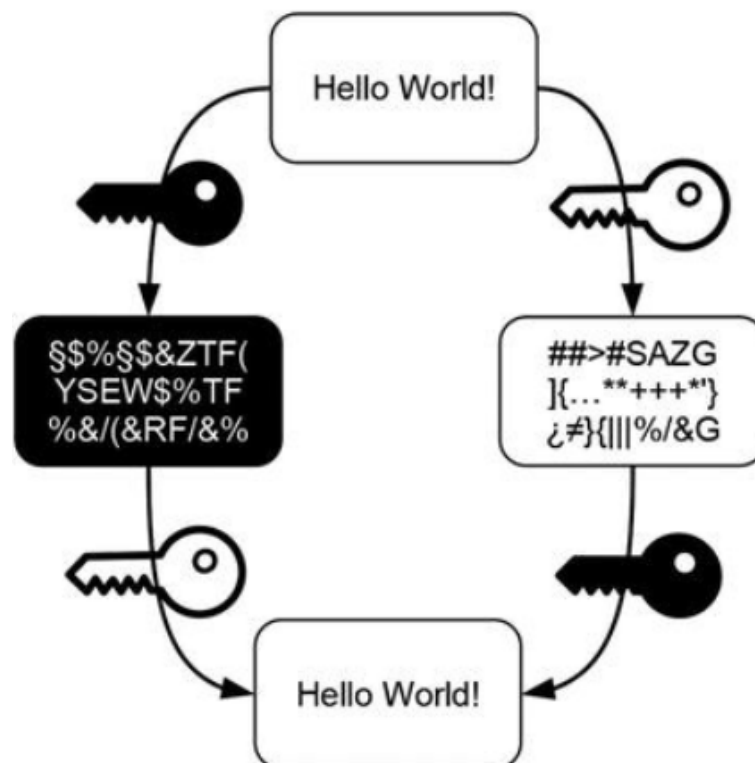 Hello World!
§$%§$&ZTF(
YSEW$%TF
%&/(&RF/&%
##>#SAZG
]{…**+++*'}
¿≠}{|||%/&G
Hello World!